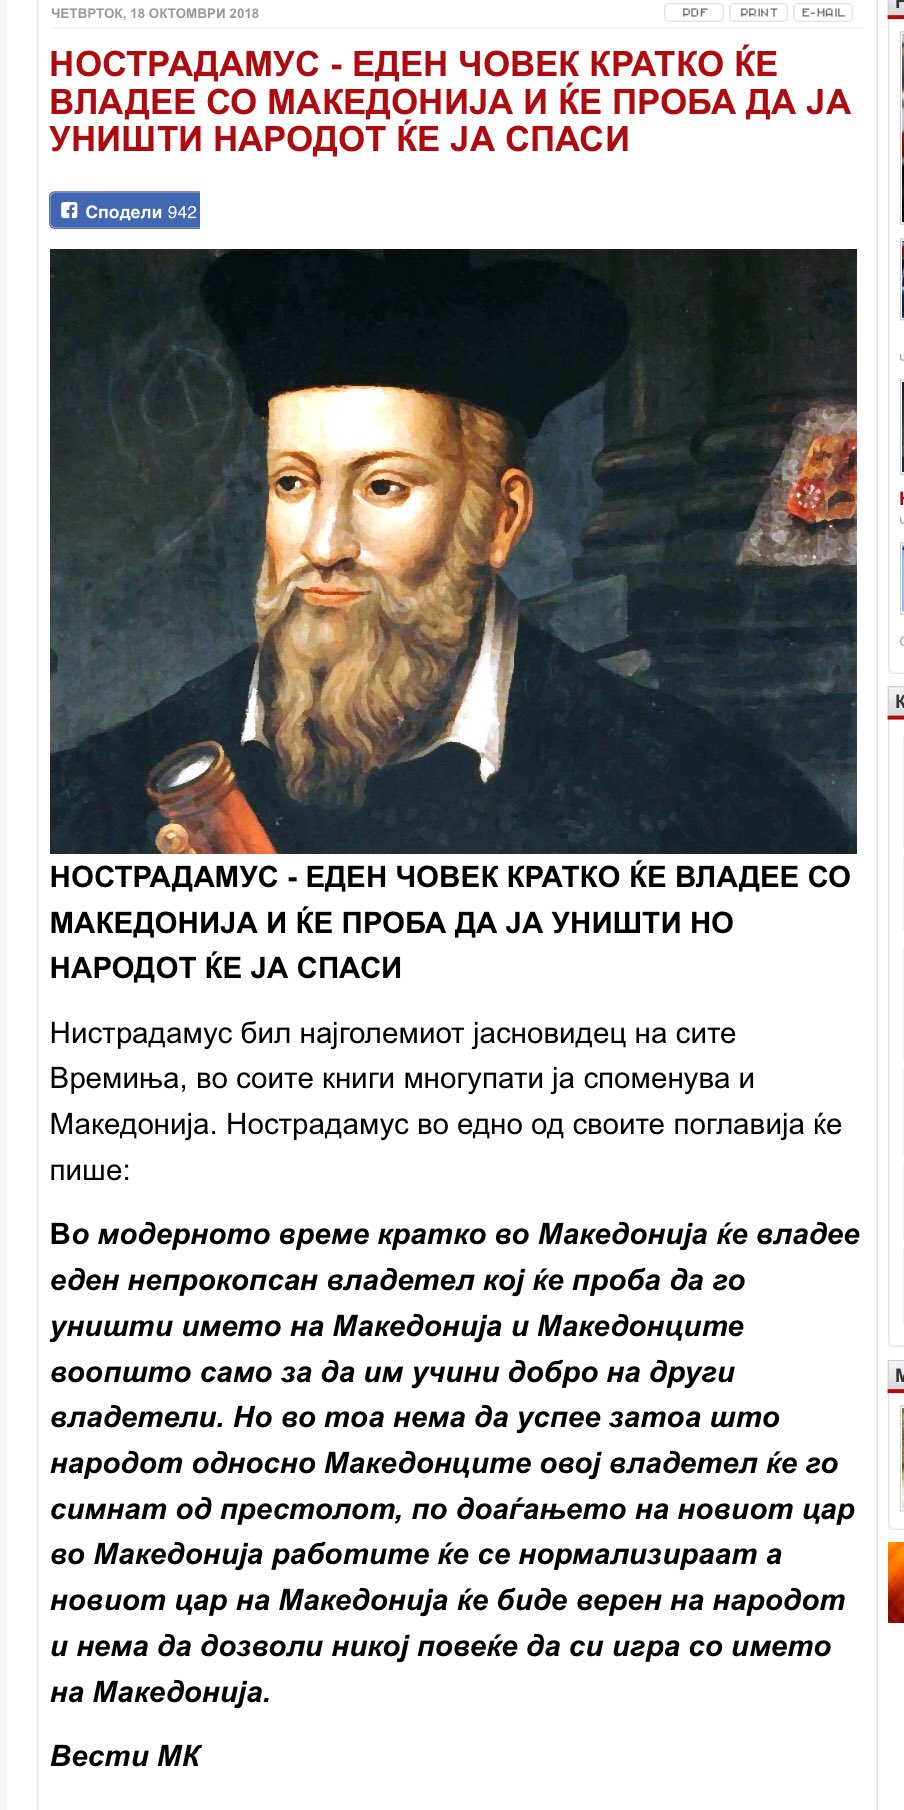 ЧЕТВРТОК, 18 ОКТОМВРИ 2018
PDF PRINT E-MAIL
НОСТРАДАМУС - ЕДЕН ЧОВЕК КРАТКО ЌЕ
ВЛАДЕЕ СО МАКЕДОНИЈА И ЌЕ ПРОБА ДА ЈА
УНИШТИ НАРОДОТ ЌЕ ЈА СПАСИ
Сподели 942
НОСТРАДАМУС - ЕДЕН ЧОВЕК КРАТКО ЌЕ ВЛАДЕЕ СО
МАКЕДОНИЈА И ЌЕ ПРОБА ДА ЈА УНИШТИ НО
НАРОДОТ ЌЕ ЈА СПАСИ
Нистрадамус бил најголемиот јасновидец на сите
Времиња, во соите книги многупати ја споменува и
Македонија. Нострадамус во едно од своите поглавија ќе
пише:
Во модерното време кратко во Македонија ќе владее
еден непрокопсан владетел кој ќе проба да го
уништи името на Македонија и Македонците
воопшто само за да им учини добро на други
владетели. Но во тоа нема да успее затоа што
народот односно Македонците овој владетел ќе го
симнат од престолот, по доаѓањето на новиот цар
во Македонија работите ќе се нормализираат а
новиот цар на Македонија ќе биде верен на народот
и нема да дозволи никој повеќе да си игра со името
на Македонија.
Вести МК